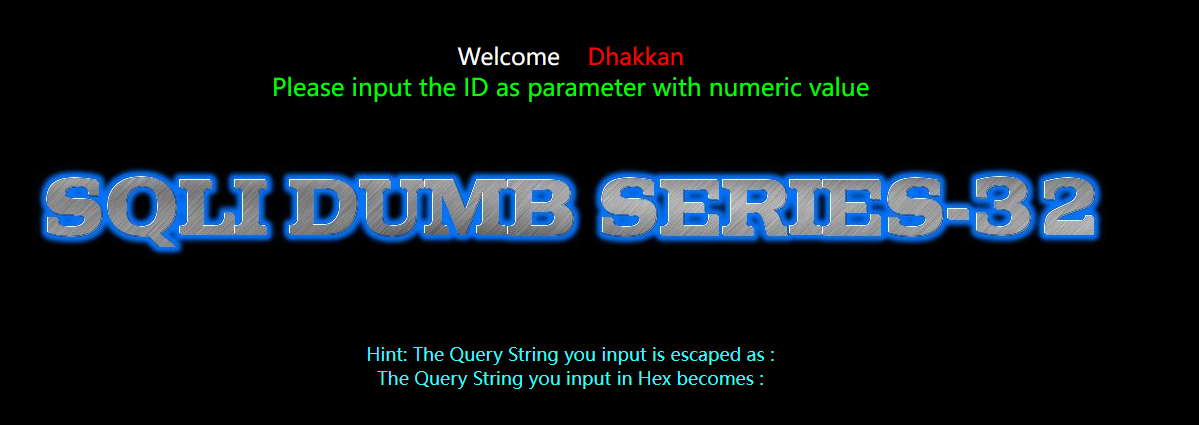 Welcome Dhakkan
Please input the ID as parameter with numeric value
SQLI DUMB SERIES-32
Hint: The Query String you input is escaped as :
The Query String you input in Hex becomes :